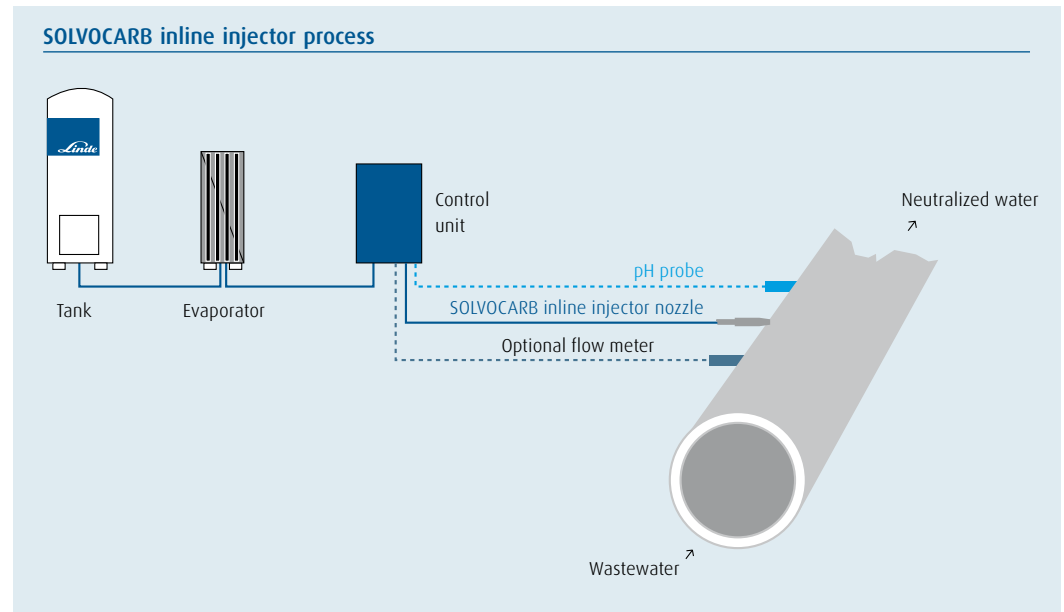 SOLVOCARB inline injector process
Linde
Tank
Evaporator
Control
unit
Neutralized water
pH probe
SOLVOCARB inline injector nozzle
Optional flow meter
Wastewater